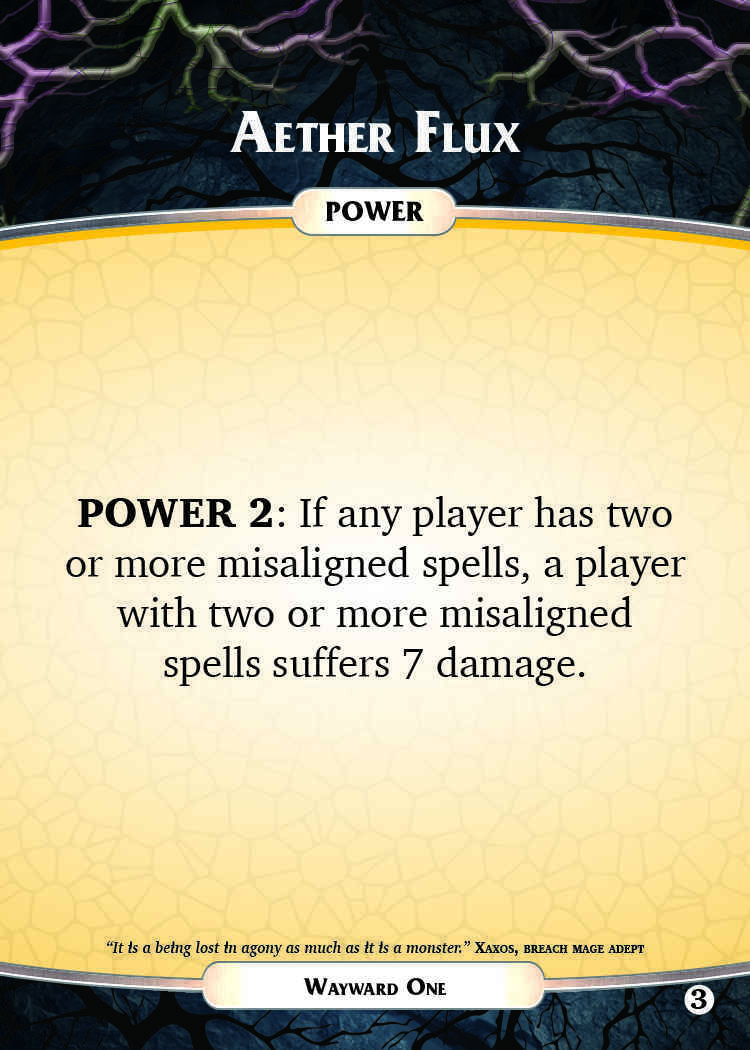 Aether Flux
POWER
POWER 2: If any player has two
or more misaligned spells, a player
with two or more misaligned
spells suffers 7 damage.
“It is a being lost in agony as much as it is a monster.” Xaxos, breach mage adept
Wayward One
3